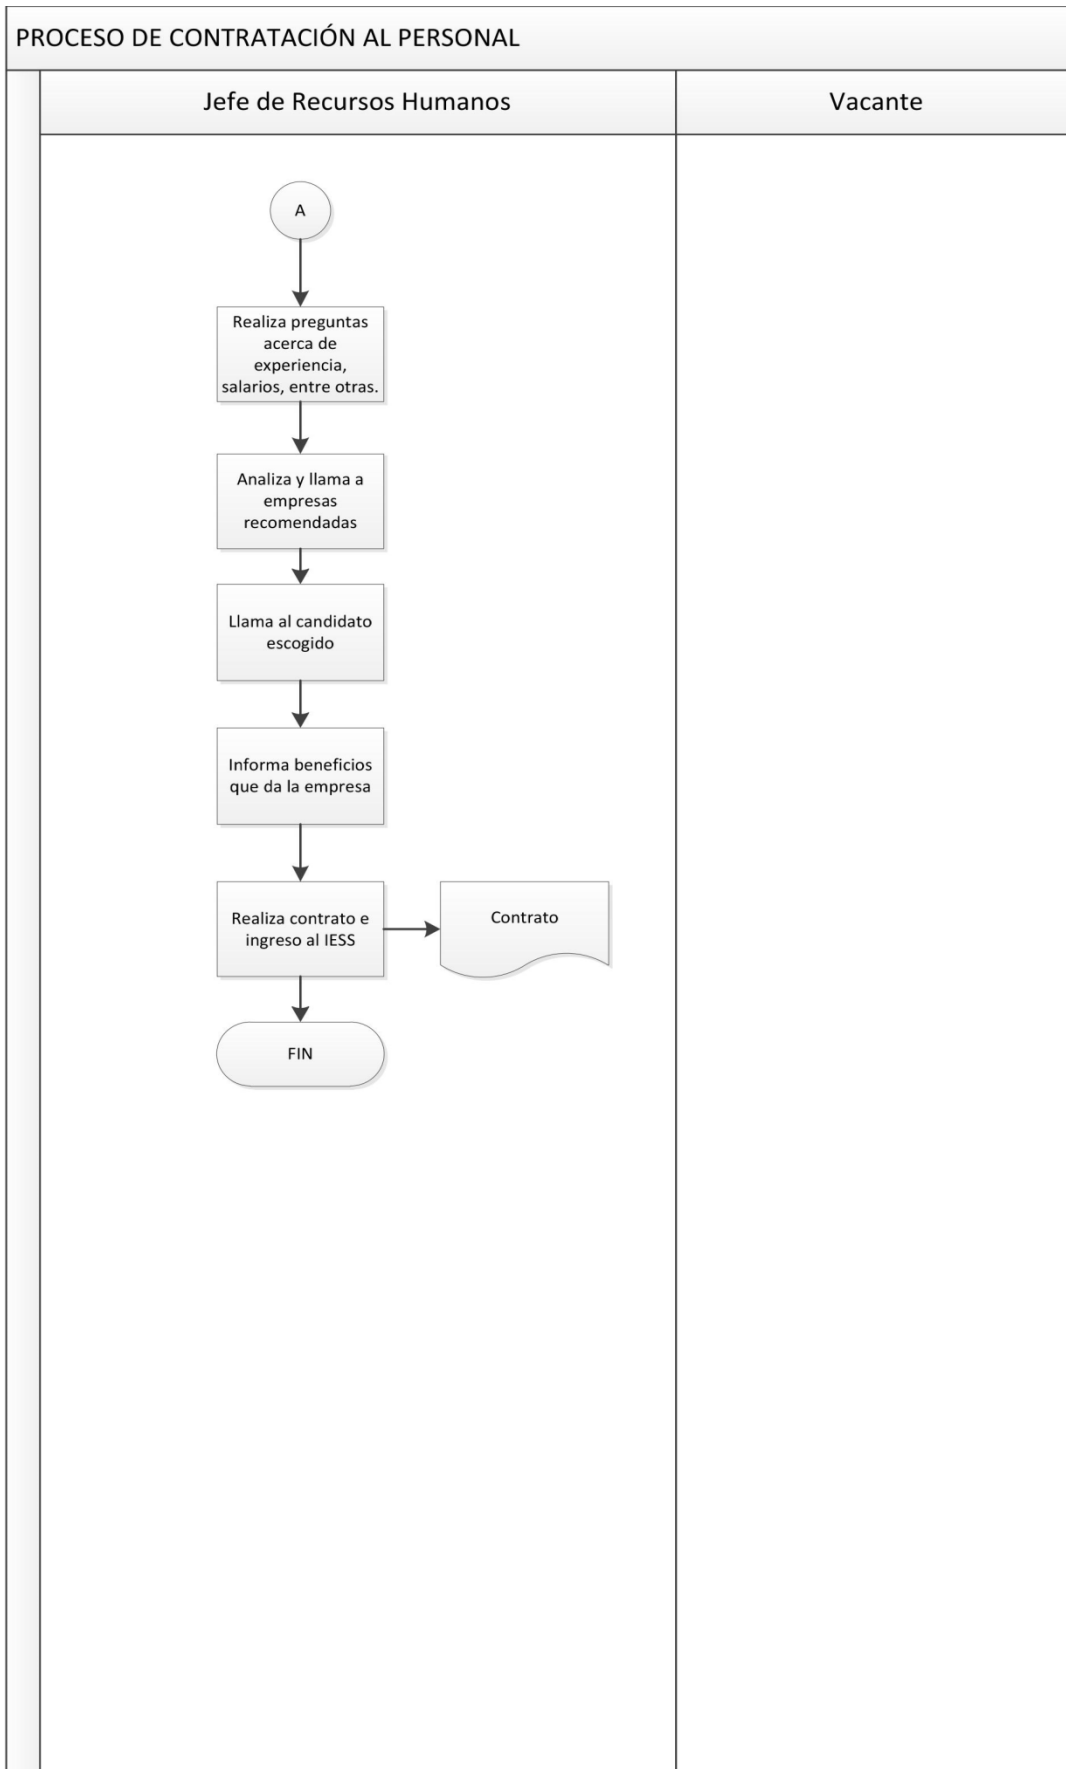 PROCESO DE CONTRATACIÓN AL PERSONAL
Jefe de Recursos Humanos
Vacante
A
Realiza preguntas
acerca de
experiencia,
salarios, entre otras.
Analiza y llama a
empresas
recomendadas
Llama al candidato
escogido
Informa beneficios
que da la empresa
Realiza contrato e
ingreso al IESS
Contrato
FIN